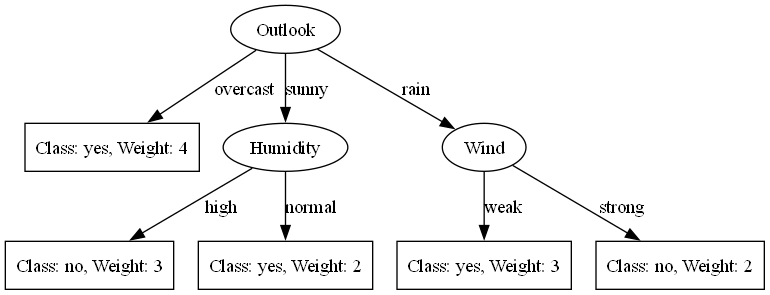 Outlook
overcast
sunny
rain
Class: yes, Weight: 4
Humidity
Wind
high
normal
weak
strong
Class: no, Weight: 3
Class: yes, Weight: 2
Class: yes, Weight: 3
Class: no, Weight: 2